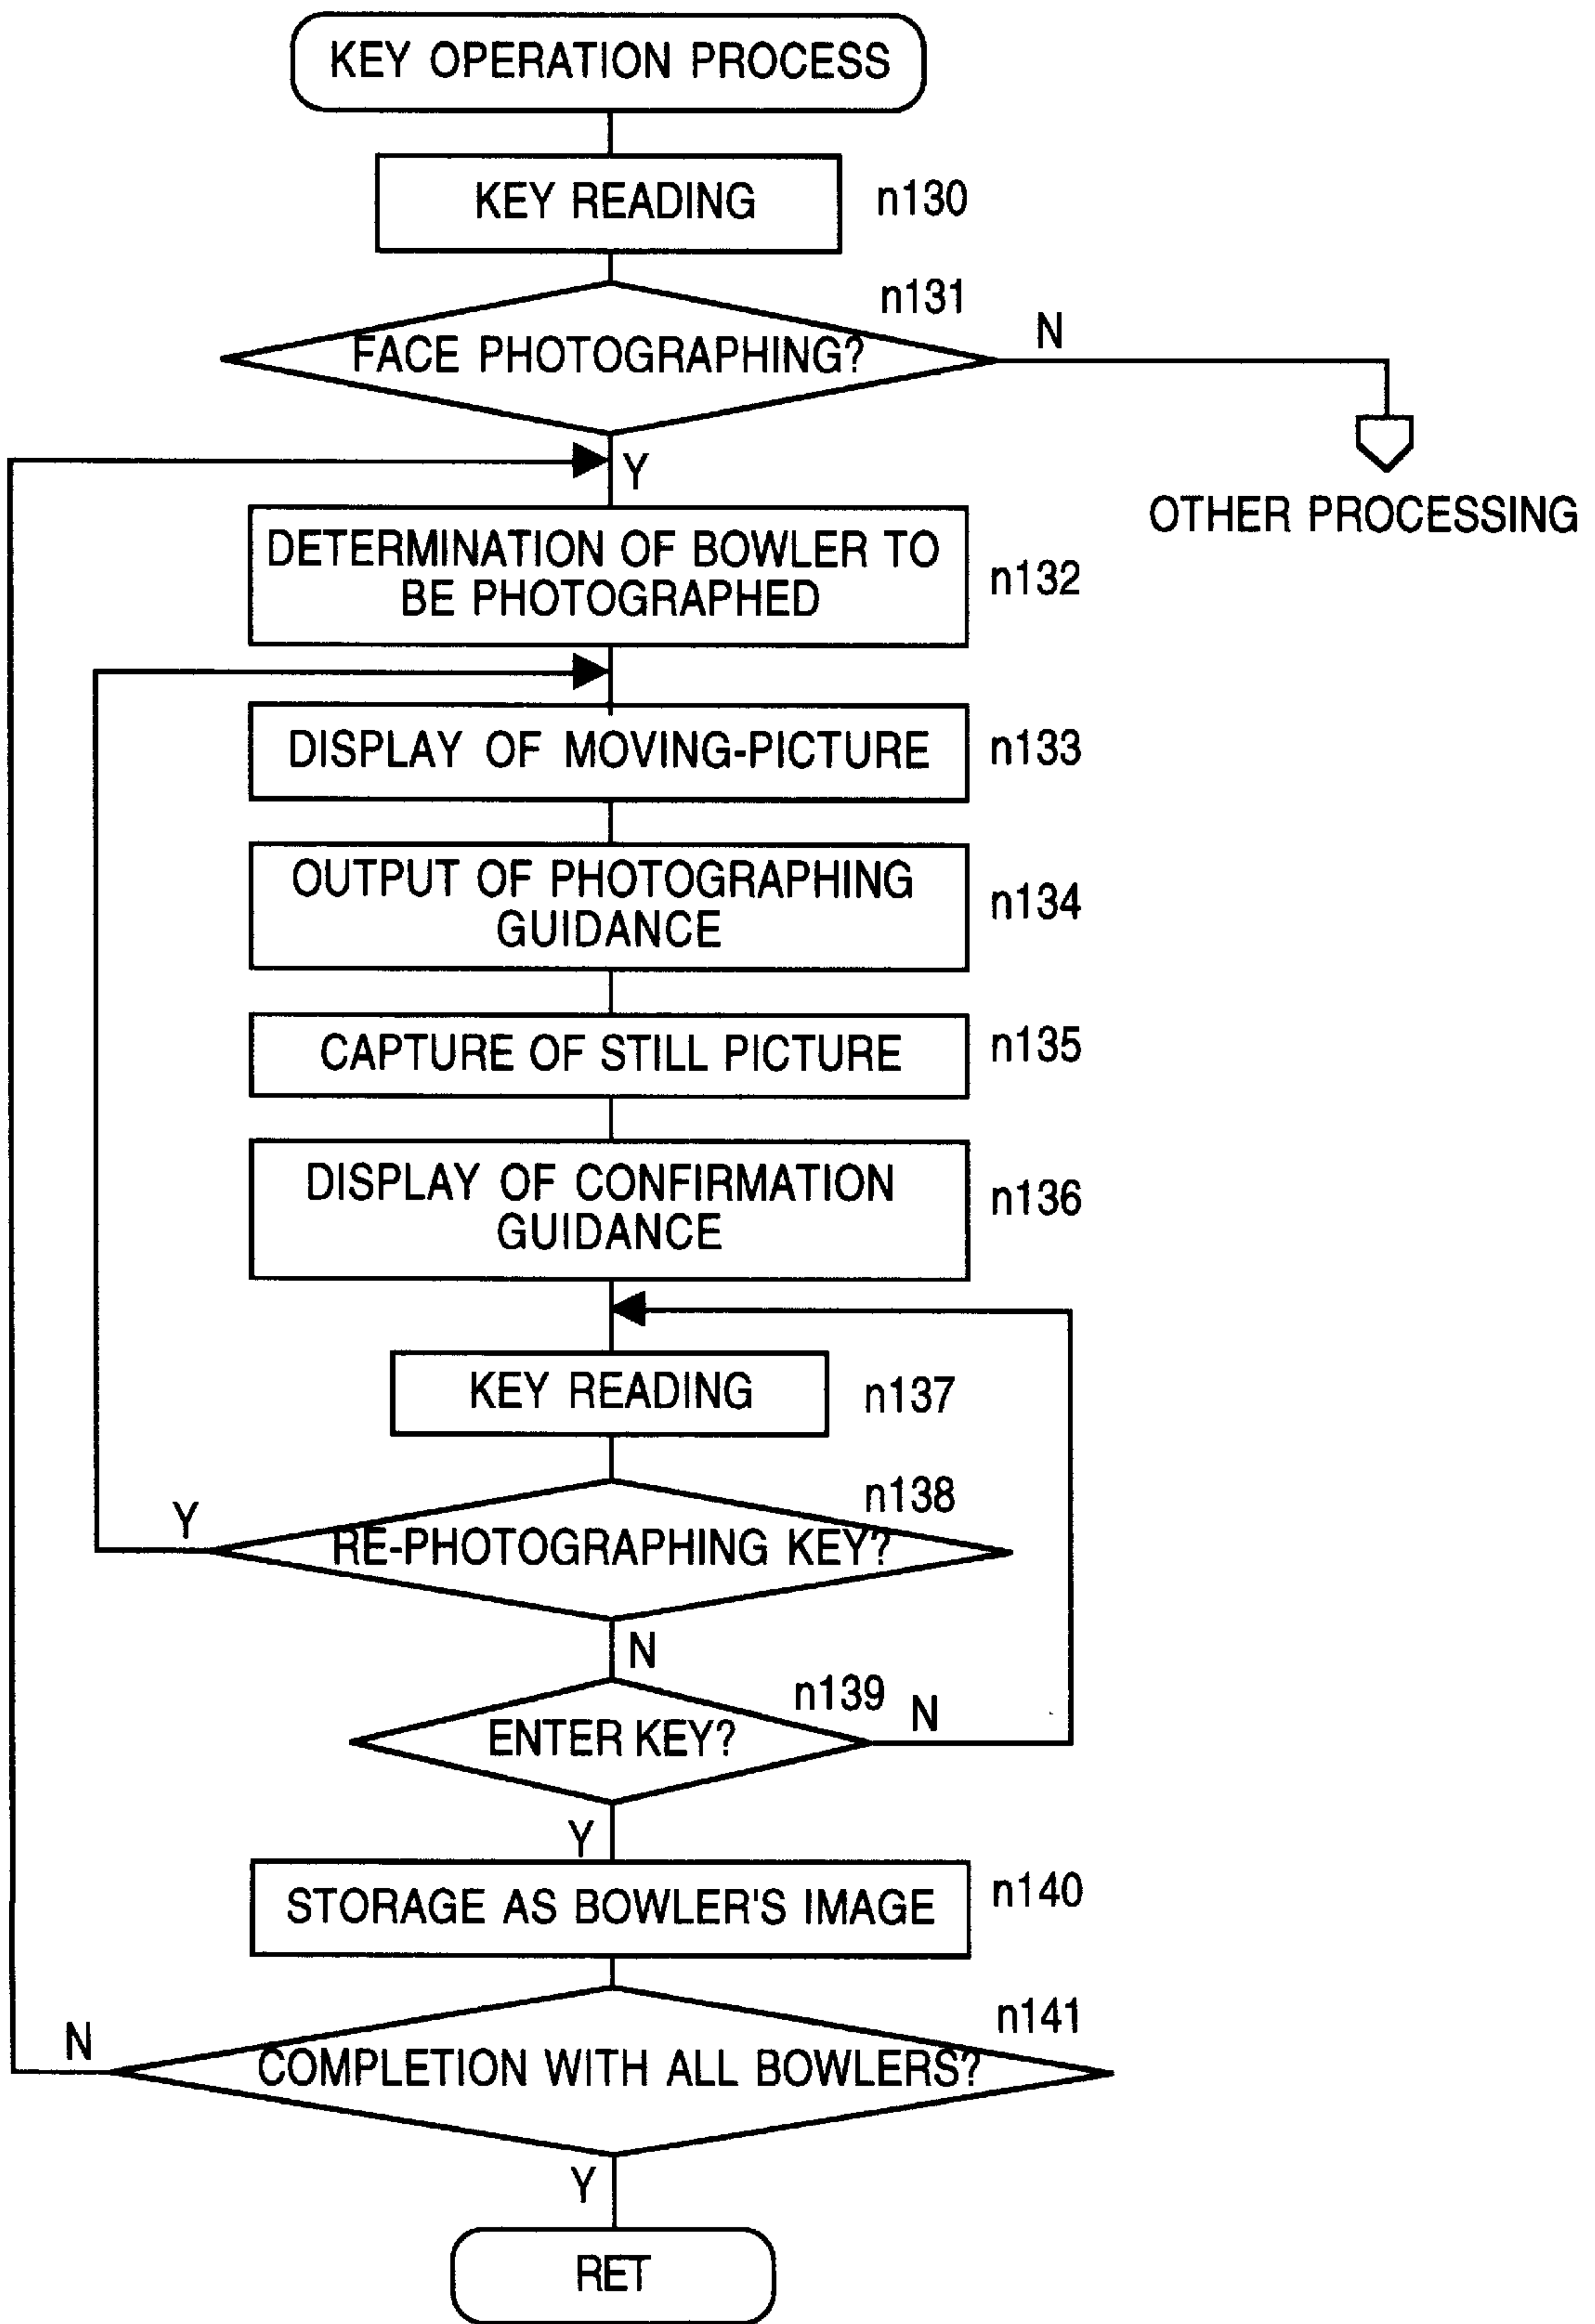 KEY OPERATION PROCESS
KEY READING
n130
n131
FACE PHOTOGRAPHING?
N
Y
OTHER PROCESSING
DETERMINATION OF BOWLER TO
BE PHOTOGRAPHED
n132
DISPLAY OF MOVING-PICTURE
n133
OUTPUT OF PHOTOGRAPHING
GUIDANCE
n134
CAPTURE OF STILL PICTURE
n135
DISPLAY OF CONFIRMATION
GUIDANCE
n136
KEY READING
n137
n138
Y
RE-PHOTOGRAPHING KEY?
N
n139
ENTER KEY?
N
Y
STORAGE AS BOWLER'S IMAGE
n140
n141
N
COMPLETION WITH ALL BOWLERS?
Y
RET